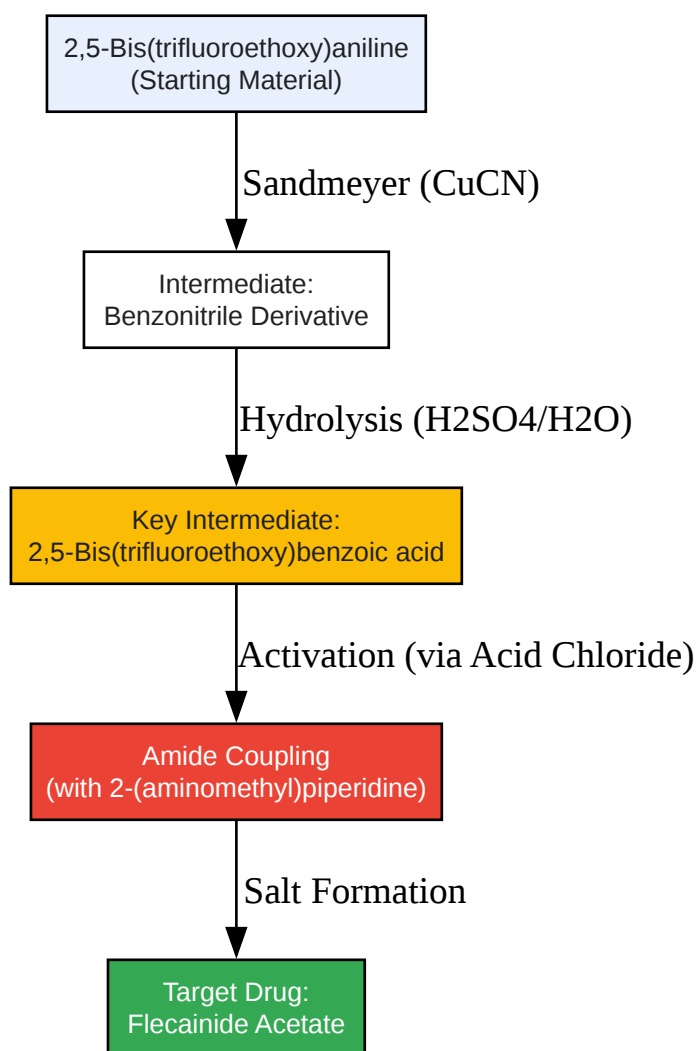 2,5-Bis(trifluoroethoxy)aniline
(Starting Material)
Sandmeyer (CuCN)
Intermediate:
Benzonitrile Derivative
Hydrolysis (H2SO4/H2O)
Key Intermediate:
2,5-Bis(trifluoroethoxy)benzoic acid
Activation (via Acid Chloride)
Amide Coupling
(with 2-(aminomethyl)piperidine)
Salt Formation
Target Drug:
Flecainide Acetate